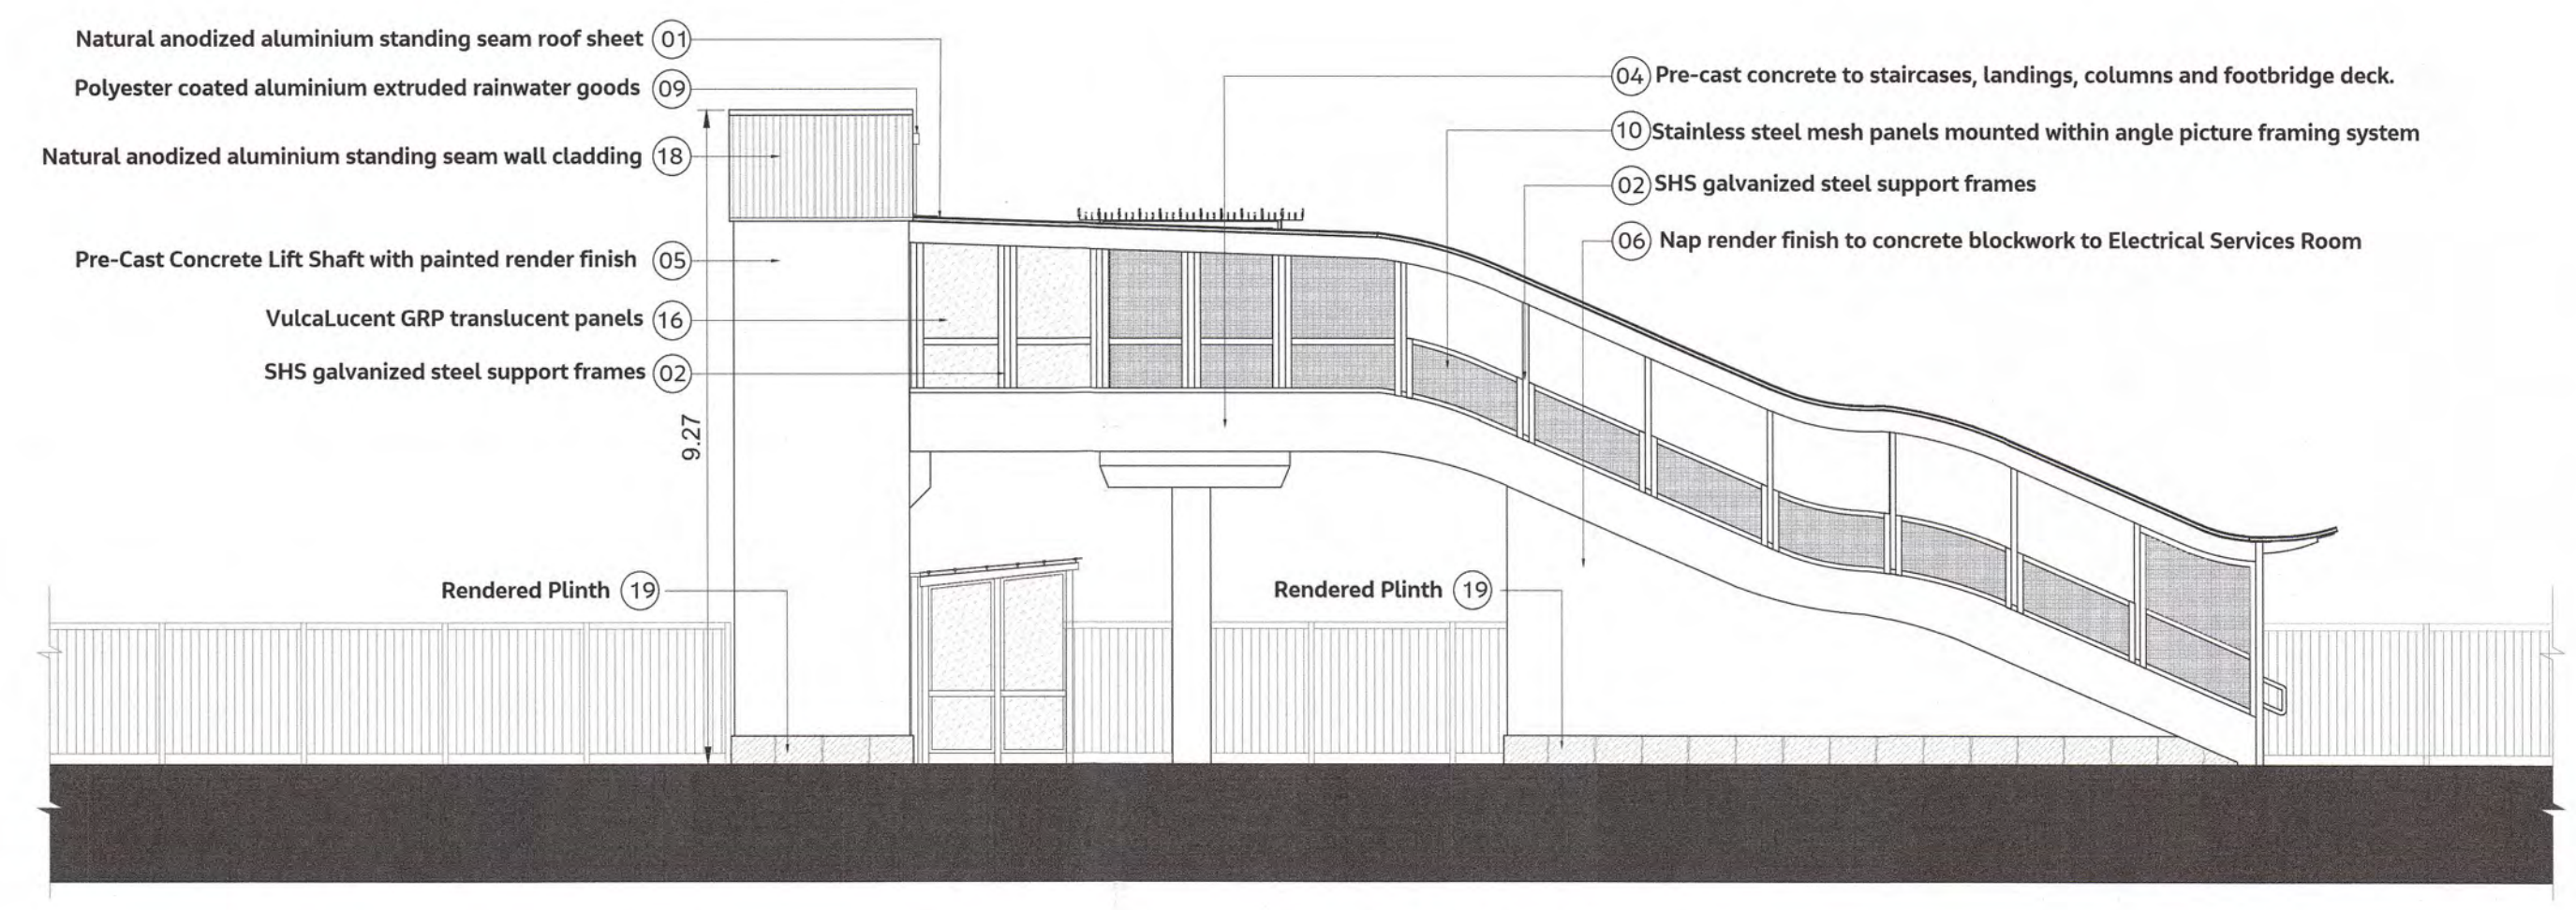 Natural anodized aluminium standing seam roof sheet 01
Polyester coated aluminium extruded rainwater goods 09
Natural anodized aluminium standing seam wall cladding 18
Pre-Cast Concrete Lift Shaft with painted render finish 05
VulcaLucent GRP translucent panels 16
SHS galvanized steel support frames 02
9.27
Rendered Plinth 19
Rendered Plinth 19
04 Pre-cast concrete to staircases, landings, columns and footbridge deck.
10 Stainless steel mesh panels mounted within angle picture framing system
02 SHS galvanized steel support frames
06 Nap render finish to concrete blockwork to Electrical Services Room